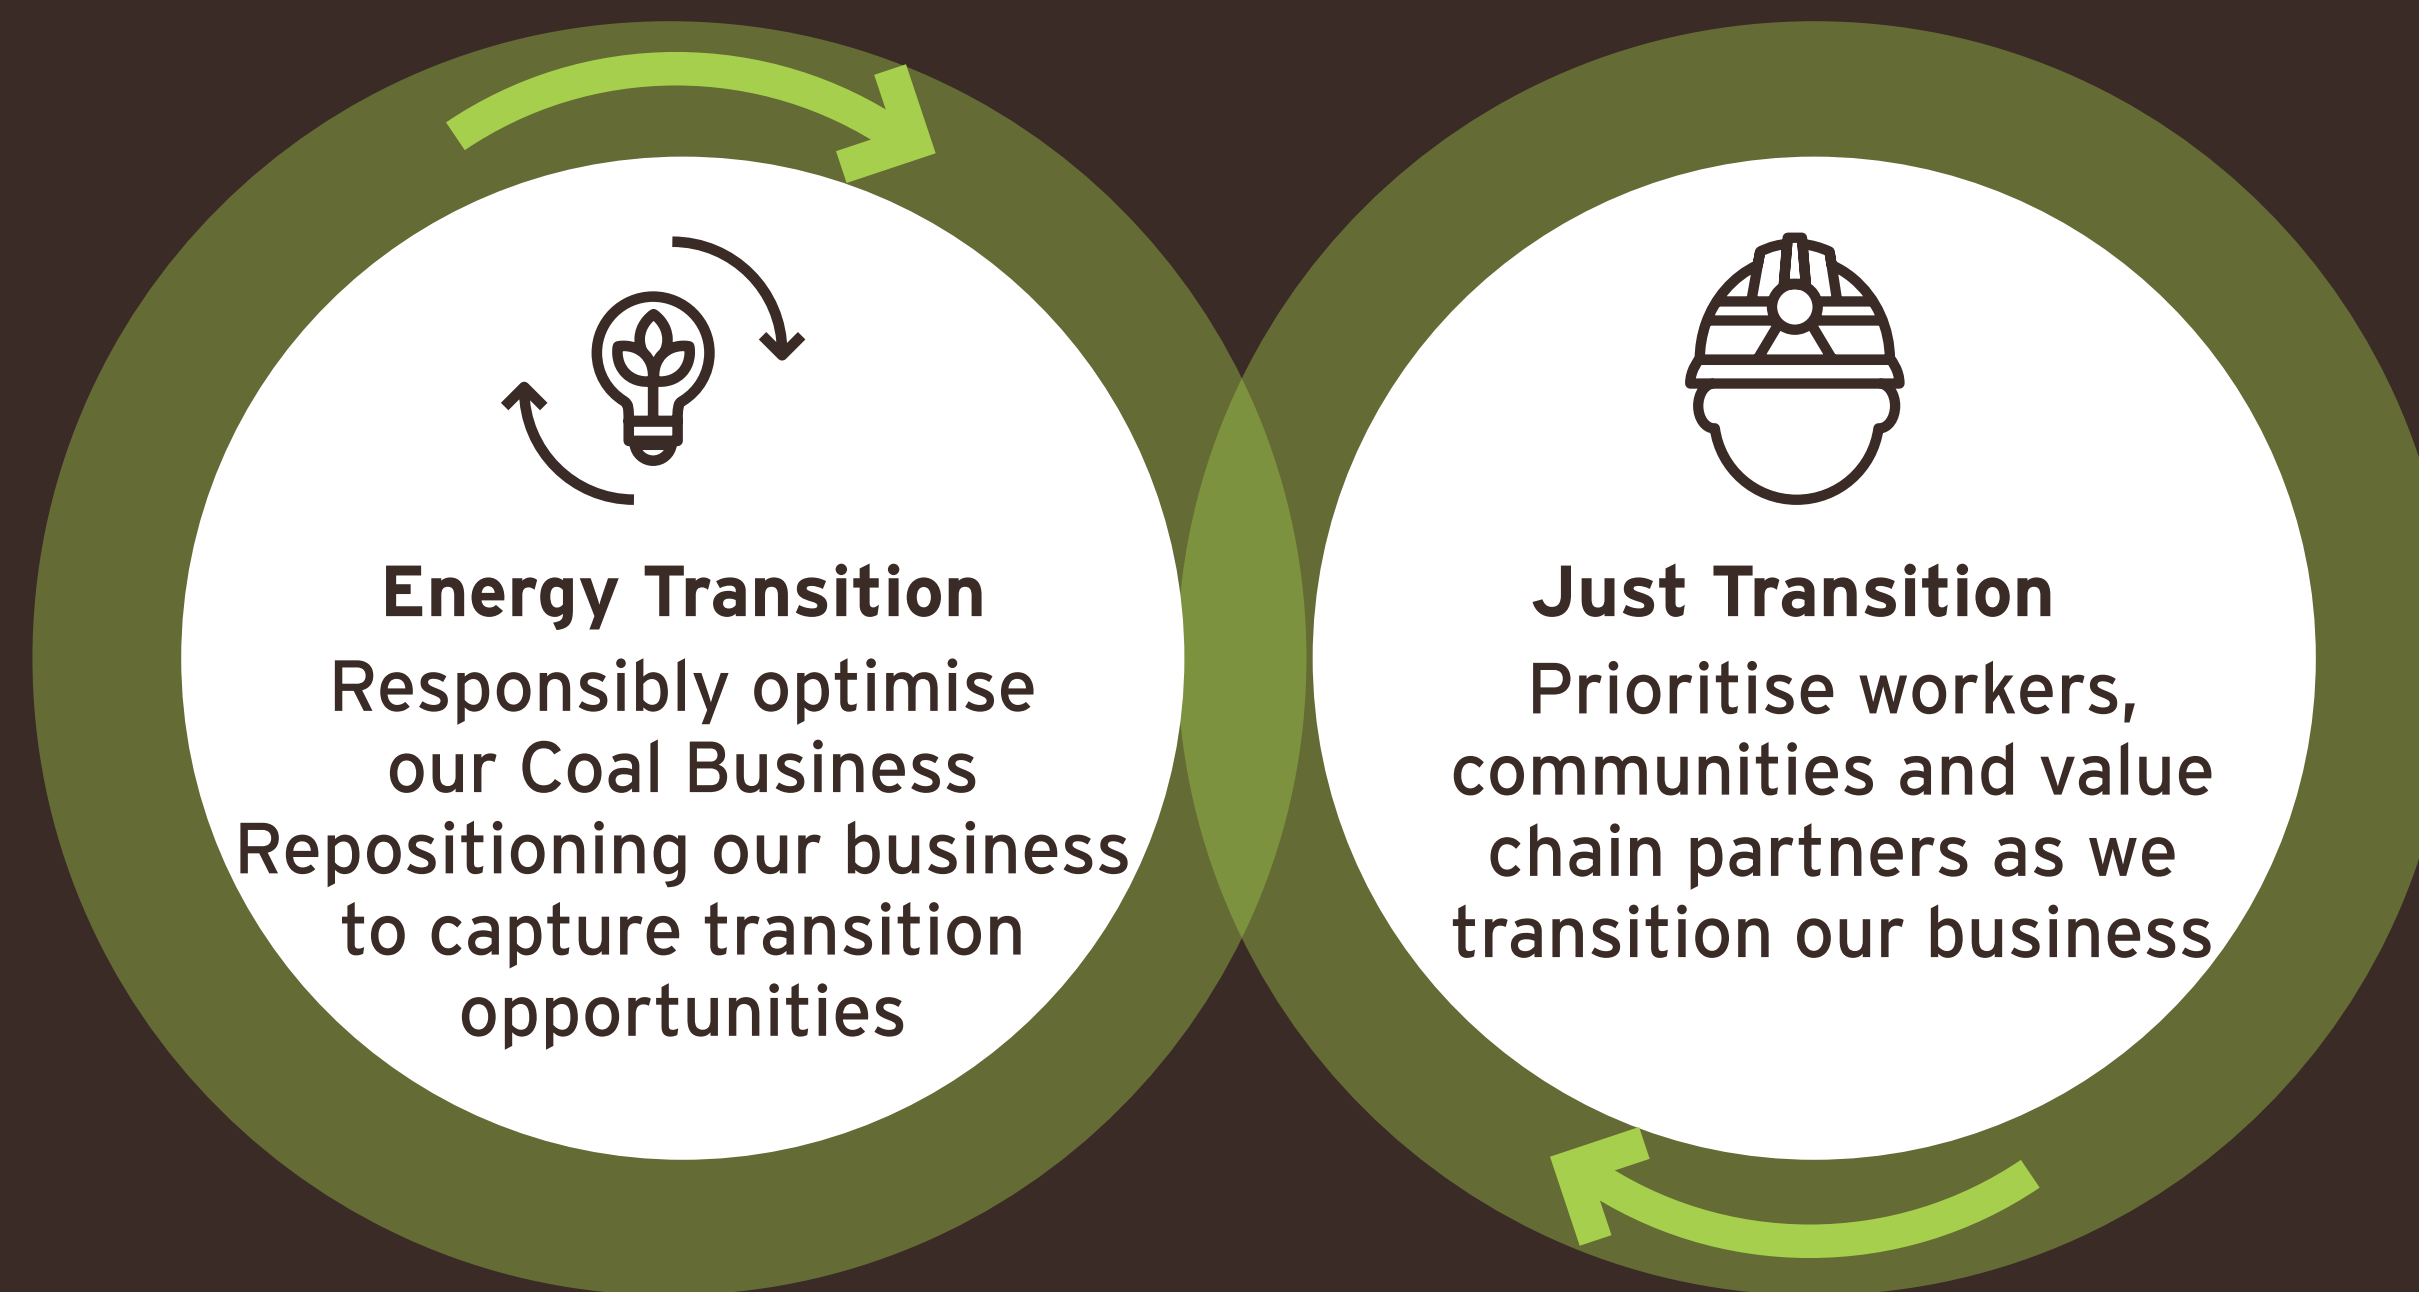 Energy Transition
Responsibly optimise
our Coal Business
Repositioning our business
to capture transition
opportunities
Just Transition
Prioritise workers,
communities and value
chain partners as we
transition our business